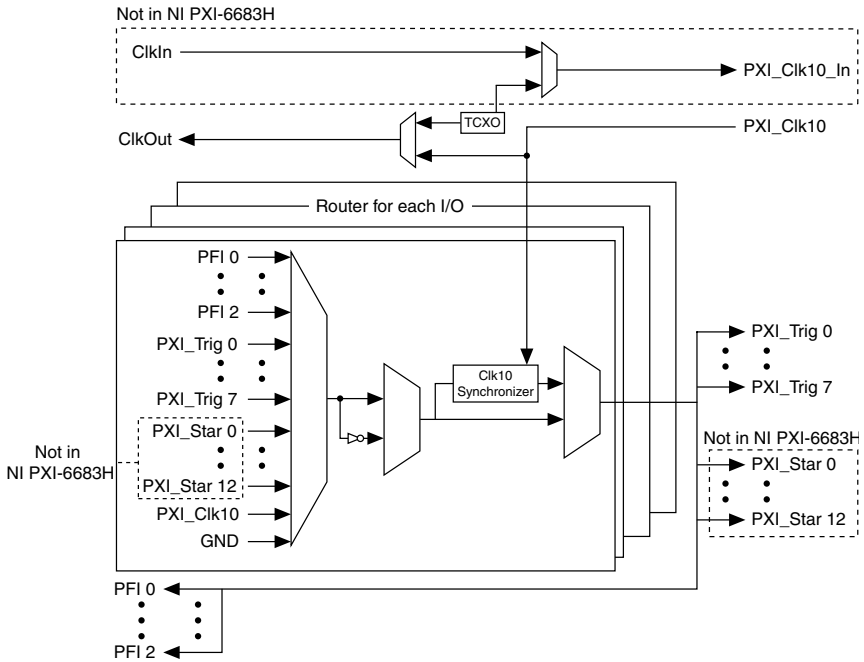 Not in NI PXI-6683H
ClkIn
PXI_Clk10_In
TCXO
PXI_Clk10
ClkOut
Router for each I/O
PFI 0
PFI 2
PXI_Trig 0
PXI_Trig 7
PXI_Star 0
PXI_Star 12
PXI_Clk10
GND
Not in
NI PXI-6683H
Clk10
Synchronizer
PXI_Trig 0
PXI_Trig 7
Not in NI PXI-6683H
PXI_Star 0
PXI_Star 12
PFI 0
PFI 2